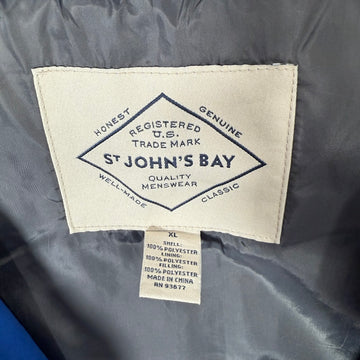 HONEST
GENUINE
REGISTERED
U.S.
TRADE MARK
ST JOHN'S BAY
QUALITY
MENSWEAR
WELL-MADE
CLASSIC
XL
SHELL:
100% POLYESTER
LINING:
100% POLYESTER
FILLING:
100% POLYESTER
MADE IN CHINA
RN 93677